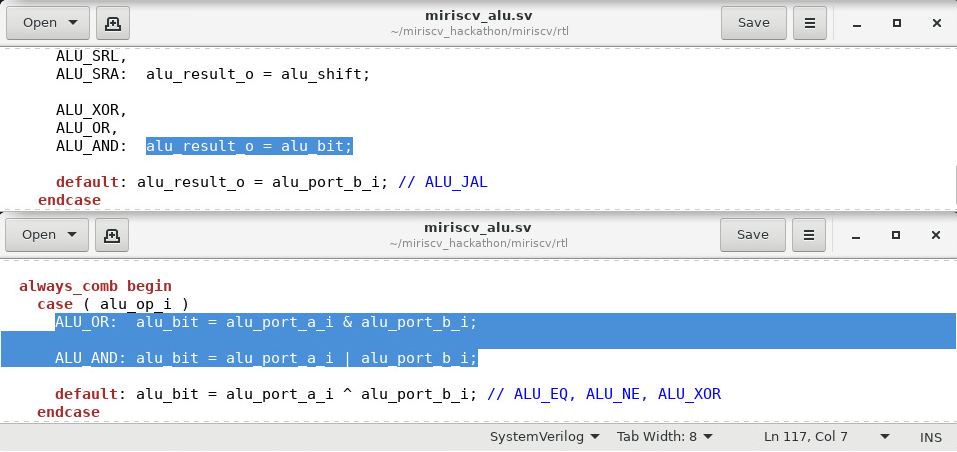 Open
miriscv_alu.sv
~/miriscv_hackathon/miriscv/rtl
Save
ALU_SRL,
ALU_SRA:  alu_result_o = alu_shift;
ALU_XOR,
ALU_OR,
ALU_AND:  alu_result_o = alu_bit;
default: alu_result_o = alu_port_b_i; // ALU_JAL
endcase
Open
miriscv_alu.sv
~/miriscv_hackathon/miriscv/rtl
Save
always_comb begin
case ( alu_op_i )
ALU_OR:  alu_bit = alu_port_a_i & alu_port_b_i;
ALU_AND: alu_bit = alu_port_a_i | alu_port_b_i;
default: alu_bit = alu_port_a_i ^ alu_port_b_i; // ALU_EQ, ALU_NE, ALU_XOR
endcase
SystemVerilog Tab Width: 8 Ln 117, Col 7 INS